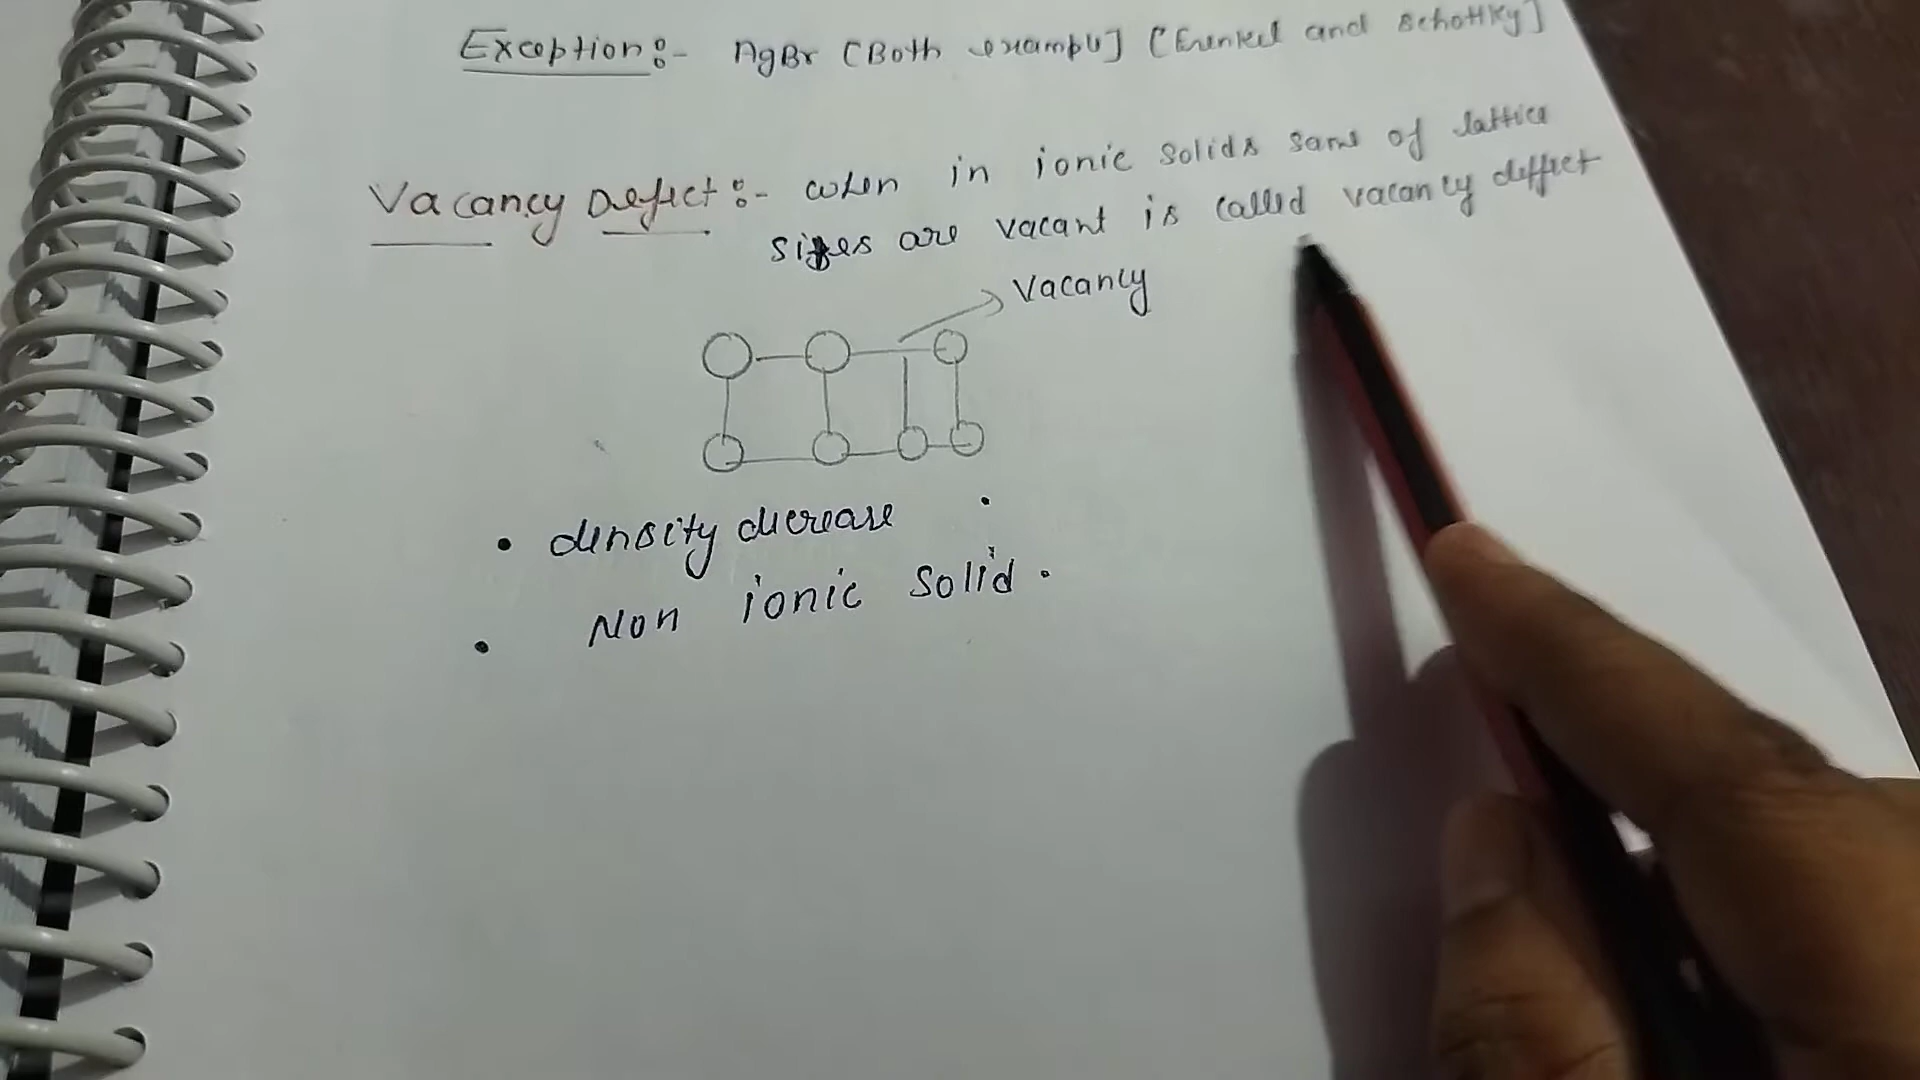 Exception:- AgBr [Both example] [Frenkel and schottky]
Vacancy Defect:- when in ionic solids some of lattice
sites are vacant is called vacancy deffect
Vacancy
• density decrease
• Non ionic solid.